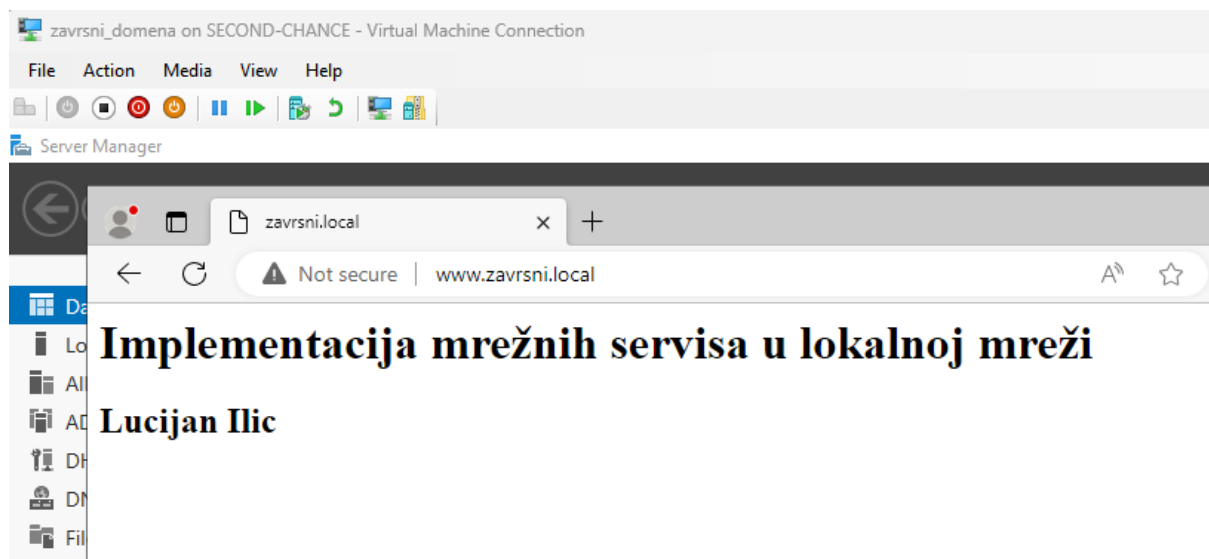 zavrsni_domena on SECOND-CHANCE - Virtual Machine Connection
File Action Media View Help
Server Manager
zavrsni.local
Not secure www.zavrsni.local
Implementacija mrežnih servisa u lokalnoj mreži
Lucijan Ilic